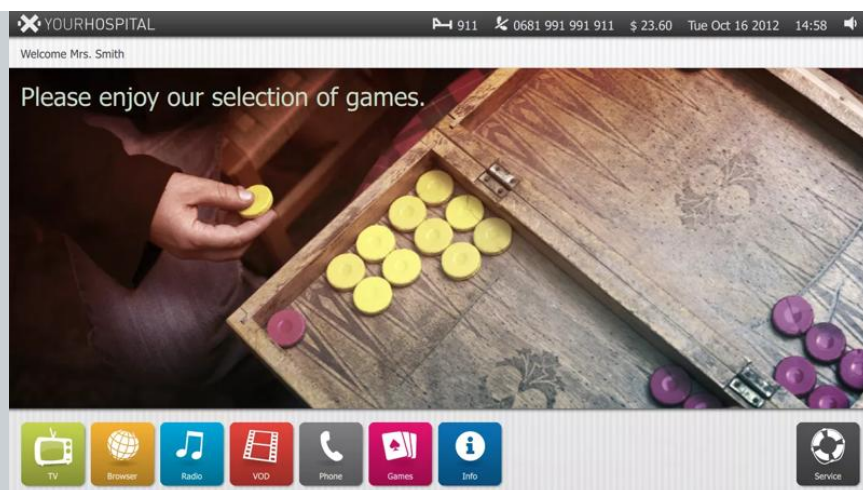 YOURHOSPITAL 911 0681 991 991 911 $ 23.60 Tue Oct 16 2012 14:58
Welcome Mrs. Smith
Please enjoy our selection of games.
TV Browser Radio VOD Phone Games Info Service